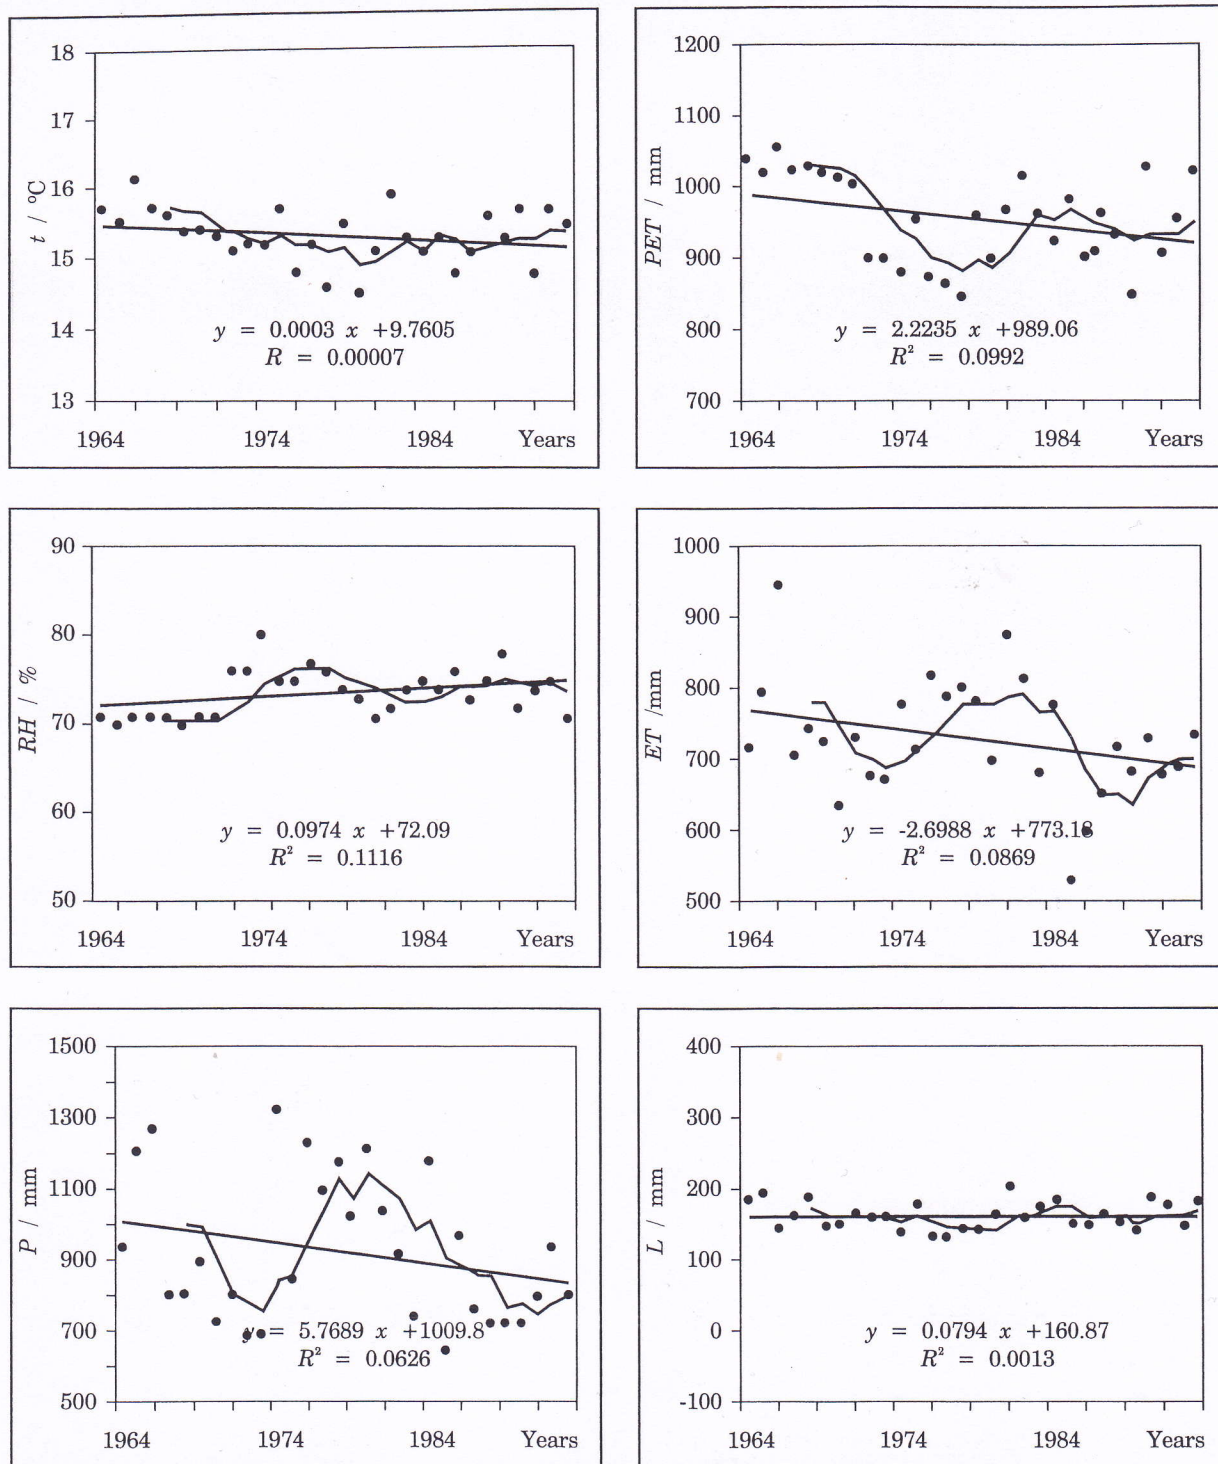 18
17
16
15
14
13
t / ºC
y = 0.0003 x +9.7605
R = 0.00007
1964 1974 1984 Years
1200
1100
1000
900
800
700
PET / mm
y = 2.2235 x +989.06
R² = 0.0992
1964 1974 1984 Years
90
80
70
60
50
RH / %
y = 0.0974 x +72.09
R² = 0.1116
1964 1974 1984 Years
1000
900
800
700
600
500
ET /mm
y = -2.6988 x +773.18
R² = 0.0869
1964 1974 1984 Years
1500
1300
1100
900
700
500
P / mm
y = 5.7689 x +1009.8
R² = 0.0626
1964 1974 1984 Years
400
300
200
100
0
-100
L / mm
y = 0.0794 x +160.87
R² = 0.0013
1964 1974 1984 Years